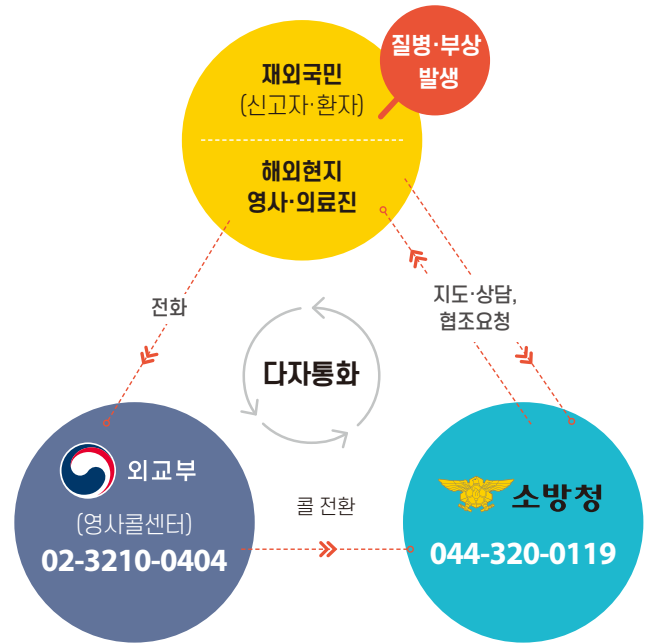 질병·부상
발생
재외국민
(신고자·환자)
해외현지
영사·의료진
전화
지도·상담,
협조요청
다자통화
외교부
(영사콜센터)
02-3210-0404
콜 전환
소방청
044-320-0119